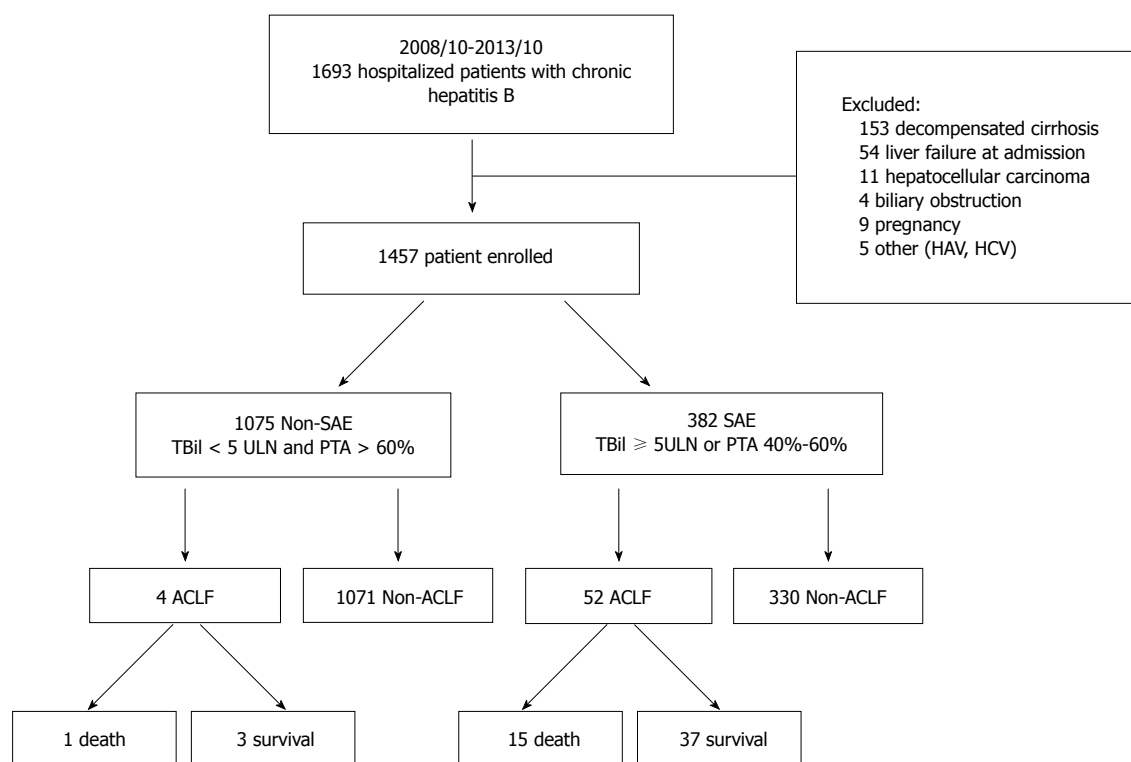 2008/10-2013/10
1693 hospitalized patients with chronic
hepatitis B
Excluded:
153 decompensated cirrhosis
54 liver failure at admission
11 hepatocellular carcinoma
4 biliary obstruction
9 pregnancy
5 other (HAV, HCV)
1457 patient enrolled
1075 Non-SAE
TBil < 5 ULN and PTA > 60%
382 SAE
TBil ⩾ 5ULN or PTA 40%-60%
4 ACLF
1071 Non-ACLF
52 ACLF
330 Non-ACLF
1 death
3 survival
15 death
37 survival